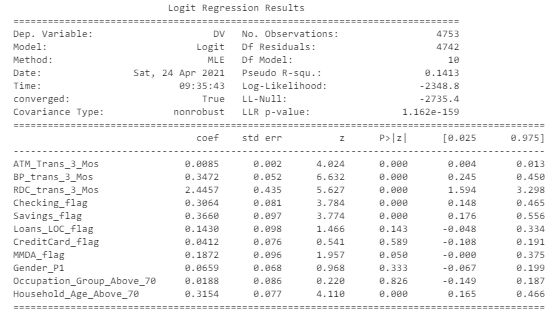 Logit Regression Results
==============================================================================
Dep. Variable: DV No. Observations: 4753
Model: Logit Df Residuals: 4742
Method: MLE Df Model: 10
Date: Sat, 24 Apr 2021 Pseudo R-squ.: 0.1413
Time: 09:35:43 Log-Likelihood: -2348.8
converged: True LL-Null: -2735.4
Covariance Type: nonrobust LLR p-value: 1.162e-159
==============================================================================
coef std err z P>|z| [0.025 0.975]
------------------------------------------------------------------------------
ATM_Trans_3_Mos 0.0085 0.002 4.024 0.000 0.004 0.013
BP_trans_3_Mos 0.3472 0.052 6.632 0.000 0.245 0.450
RDC_trans_3_Mos 2.4457 0.435 5.627 0.000 1.594 3.298
Checking_flag 0.3064 0.081 3.784 0.000 0.148 0.465
Savings_flag 0.3660 0.097 3.774 0.000 0.176 0.556
Loans_LOC_flag 0.1430 0.098 1.466 0.143 -0.048 0.334
CreditCard_flag 0.0412 0.076 0.541 0.589 -0.108 0.191
MMDA_flag 0.1872 0.096 1.957 0.050 -0.000 0.375
Gender_P1 0.0659 0.068 0.968 0.333 -0.067 0.199
Occupation_Group_Above_70 0.0188 0.086 0.220 0.826 -0.149 0.187
Household_Age_Above_70 0.3154 0.077 4.110 0.000 0.165 0.466
==============================================================================